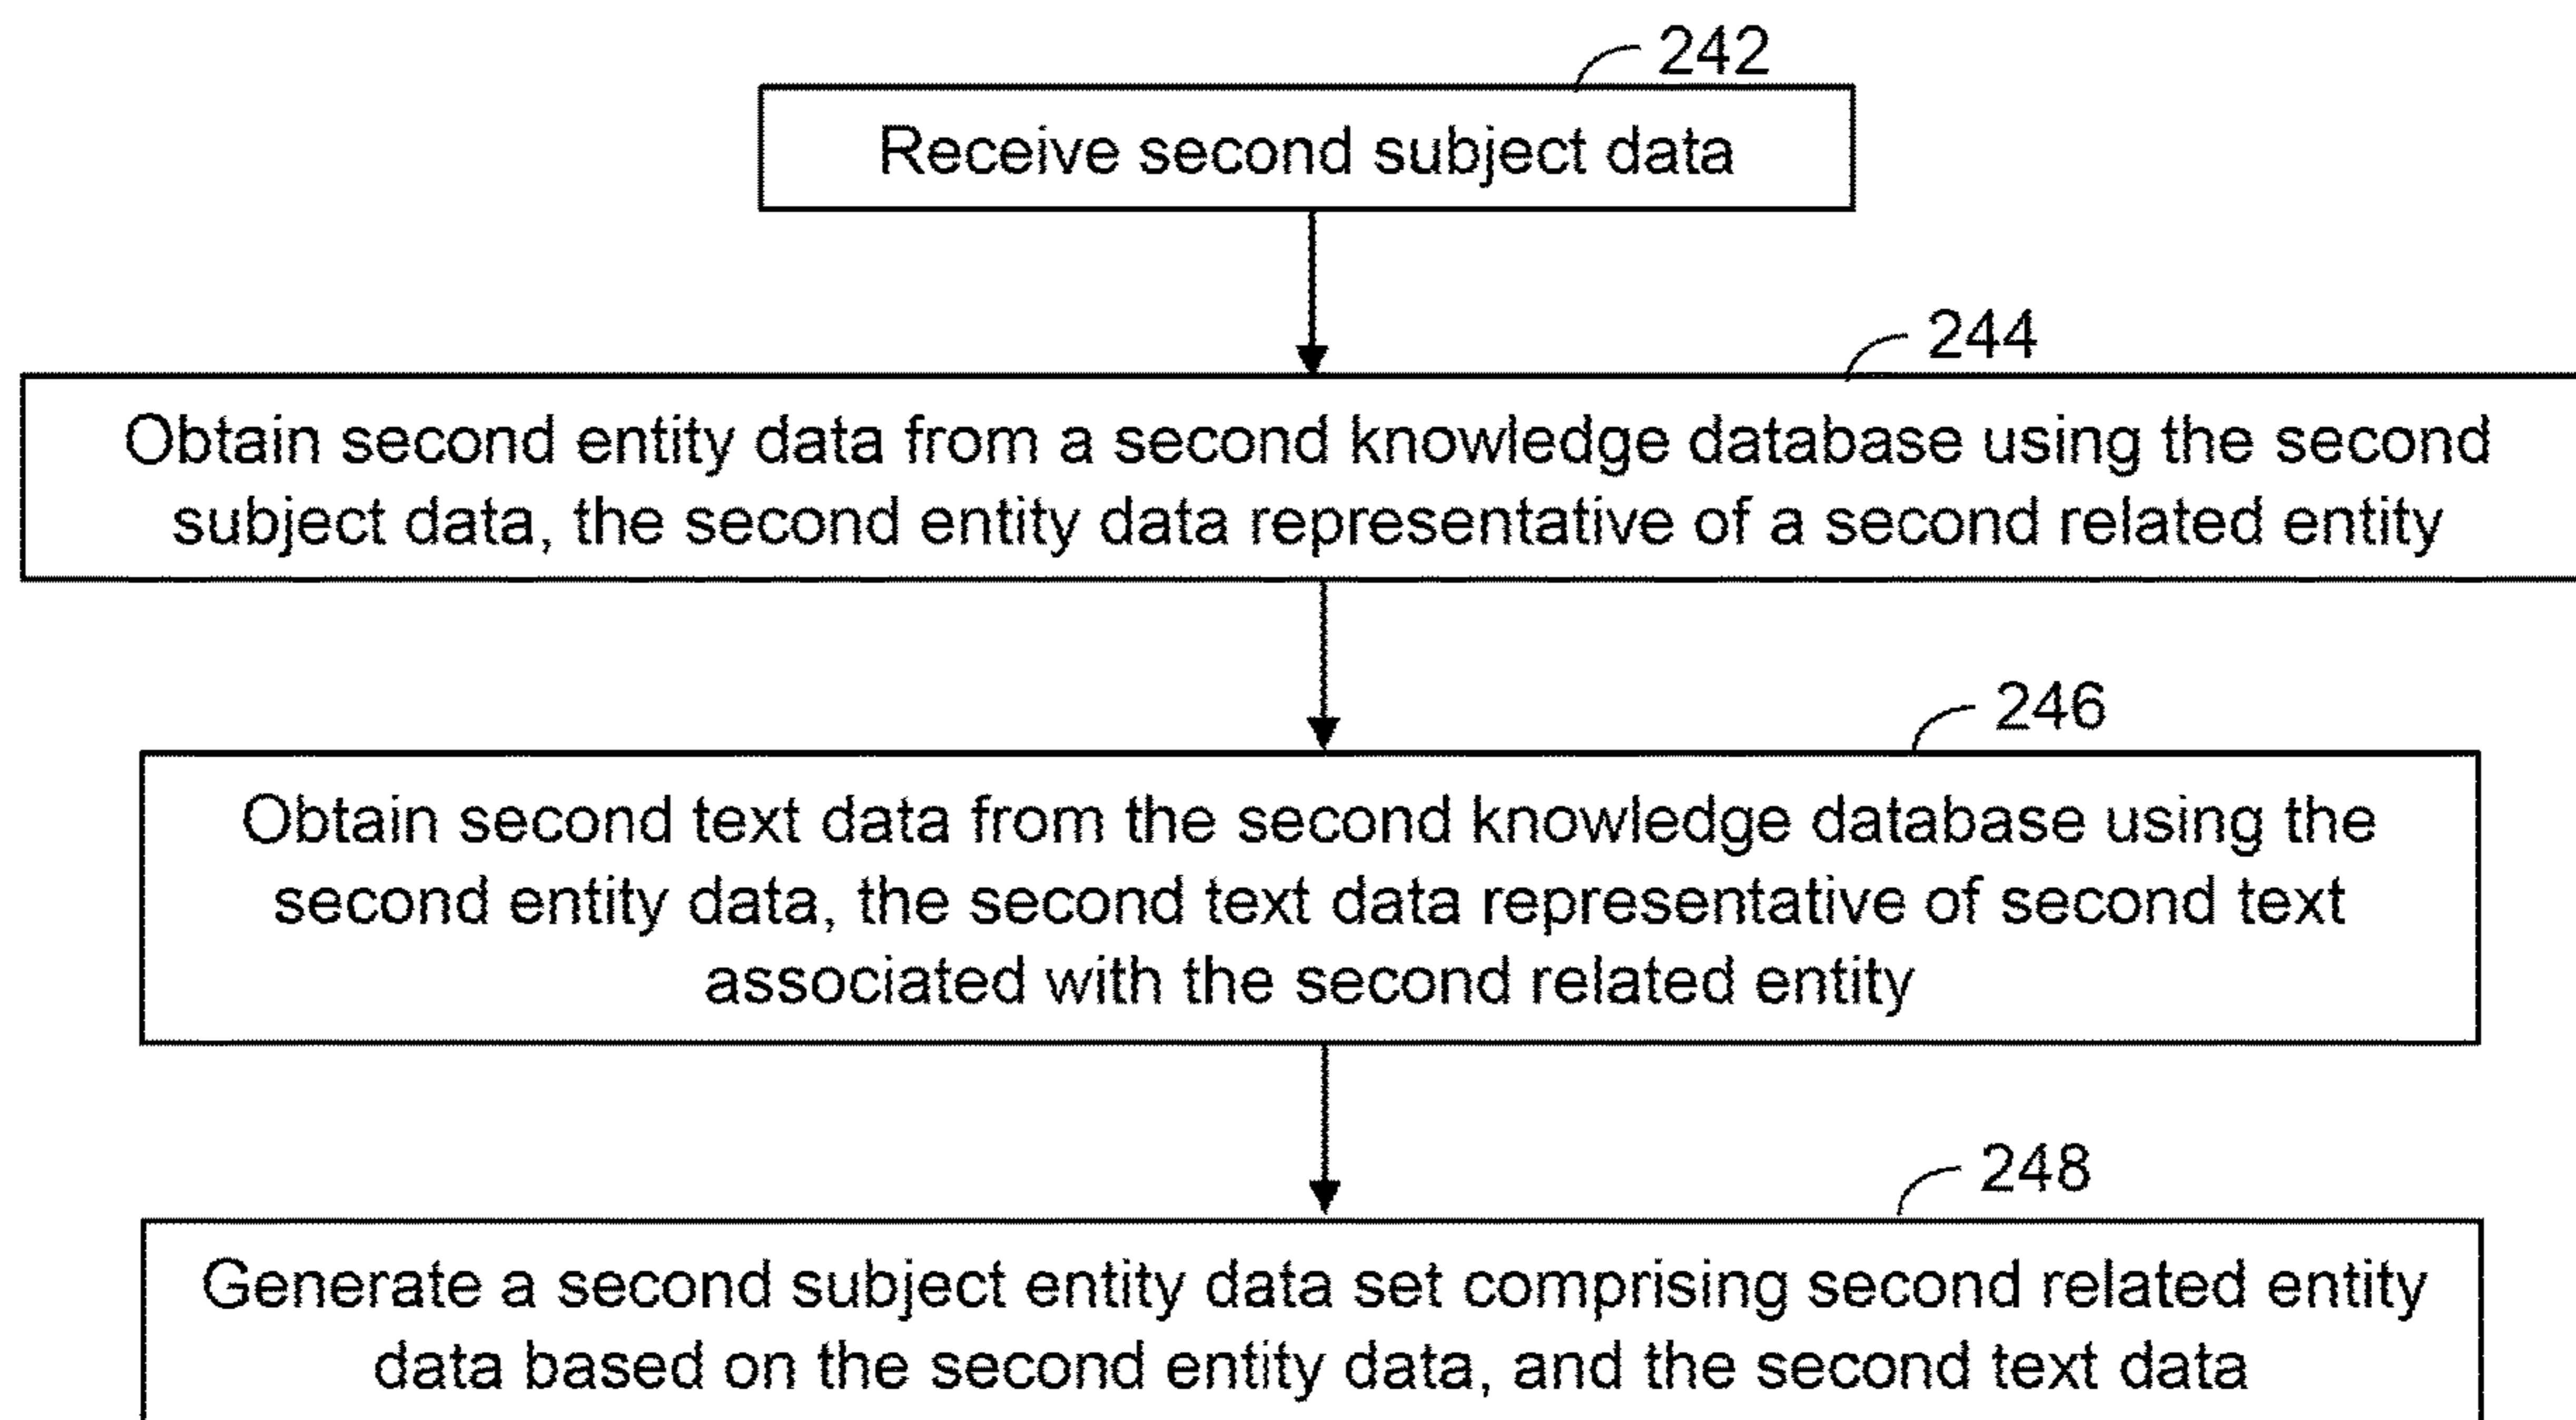 242
Receive second subject data
244
Obtain second entity data from a second knowledge database using the second
subject data, the second entity data representative of a second related entity
246
Obtain second text data from the second knowledge database using the
second entity data, the second text data representative of second text
associated with the second related entity
248
Generate a second subject entity data set comprising second related entity
data based on the second entity data, and the second text data